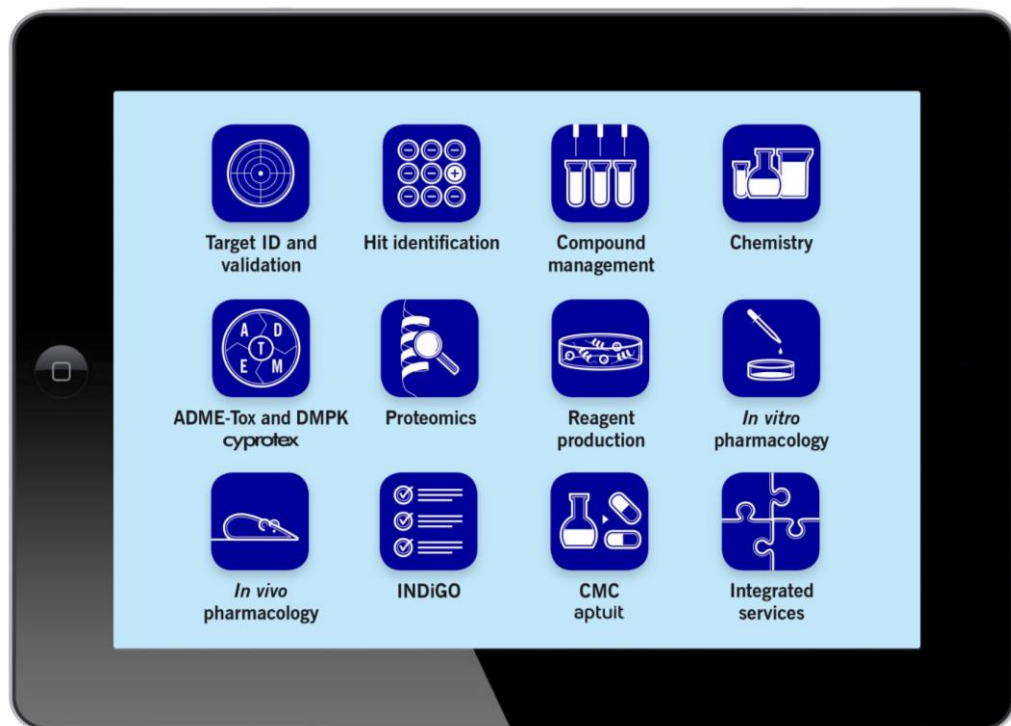 Target ID and
validation
Hit identification
Compound
management
Chemistry
A
D
T
E
M
ADME-Tox and DMPK
cyprotex
Proteomics
Reagent
production
In vitro
pharmacology
In vivo
pharmacology
INDiGO
CMC
aptuit
Integrated
services